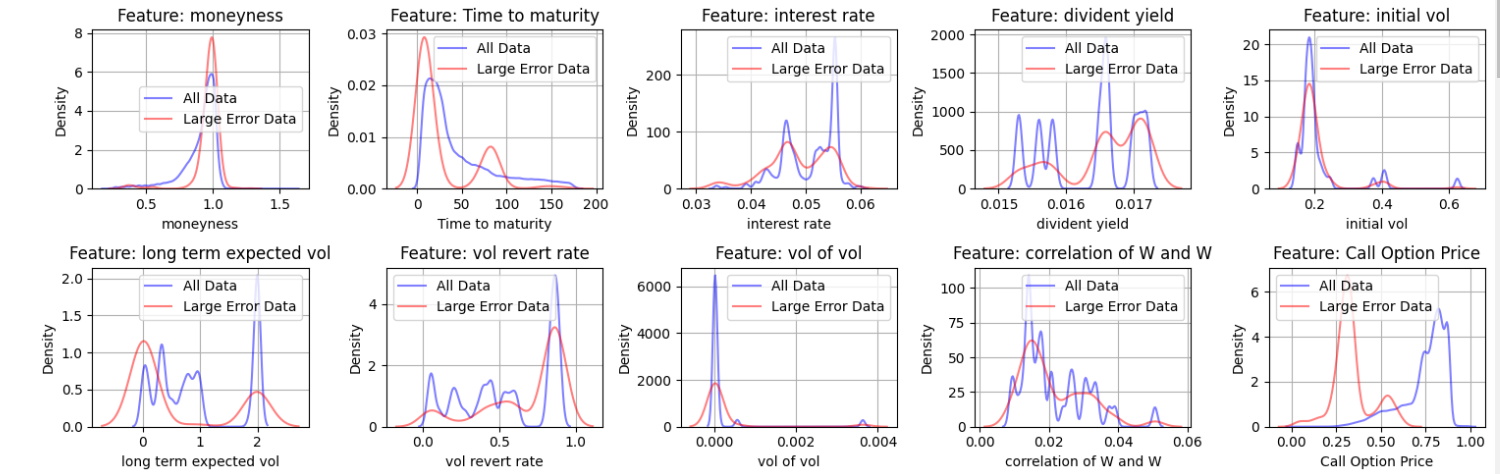 Feature: moneyness
8
6
4
2
0
Density
All Data
Large Error Data
0.5
1.0
1.5
moneyness
Feature: Time to maturity
0.03
0.02
0.01
0.00
Density
All Data
Large Error Data
0
50
100
150
200
Time to maturity
Feature: interest rate
200
100
0
Density
All Data
Large Error Data
0.03
0.04
0.05
0.06
interest rate
Feature: divident yield
2000
1500
1000
500
0
Density
All Data
Large Error Data
0.015
0.016
0.017
divident yield
Feature: initial vol
20
15
10
5
0
Density
All Data
Large Error Data
0.2
0.4
0.6
initial vol
Feature: long term expected vol
2.0
1.5
1.0
0.5
0.0
Density
All Data
Large Error Data
0
1
2
long term expected vol
Feature: vol revert rate
4
2
0
Density
All Data
Large Error Data
0.0
0.5
1.0
vol revert rate
Feature: vol of vol
6000
4000
2000
0
Density
All Data
Large Error Data
0.000
0.002
0.004
vol of vol
Feature: correlation of W and W
100
75
50
25
0
Density
All Data
Large Error Data
0.00
0.02
0.04
0.06
correlation of W and W
Feature: Call Option Price
6
4
2
0
Density
All Data
Large Error Data
0.00
0.25
0.50
0.75
1.00
Call Option Price